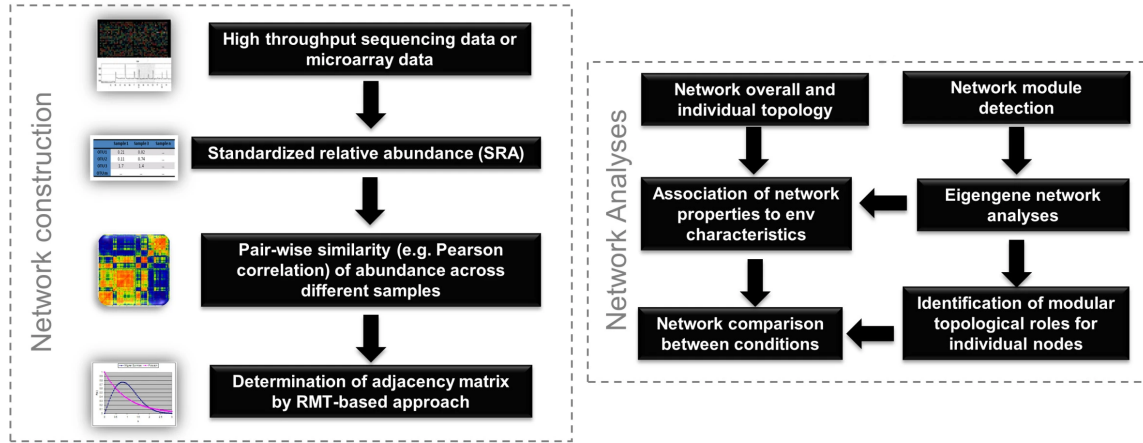 Network construction
High throughput sequencing data or
microarray data
Standardized relative abundance (SRA)
Pair-wise similarity (e.g. Pearson
correlation) of abundance across
different samples
Determination of adjacency matrix
by RMT-based approach
Network Analyses
Network overall and
individual topology
Network module
detection
Association of network
properties to env
characteristics
Eigengene network
analyses
Network comparison
between conditions
Identification of modular
topological roles for
individual nodes